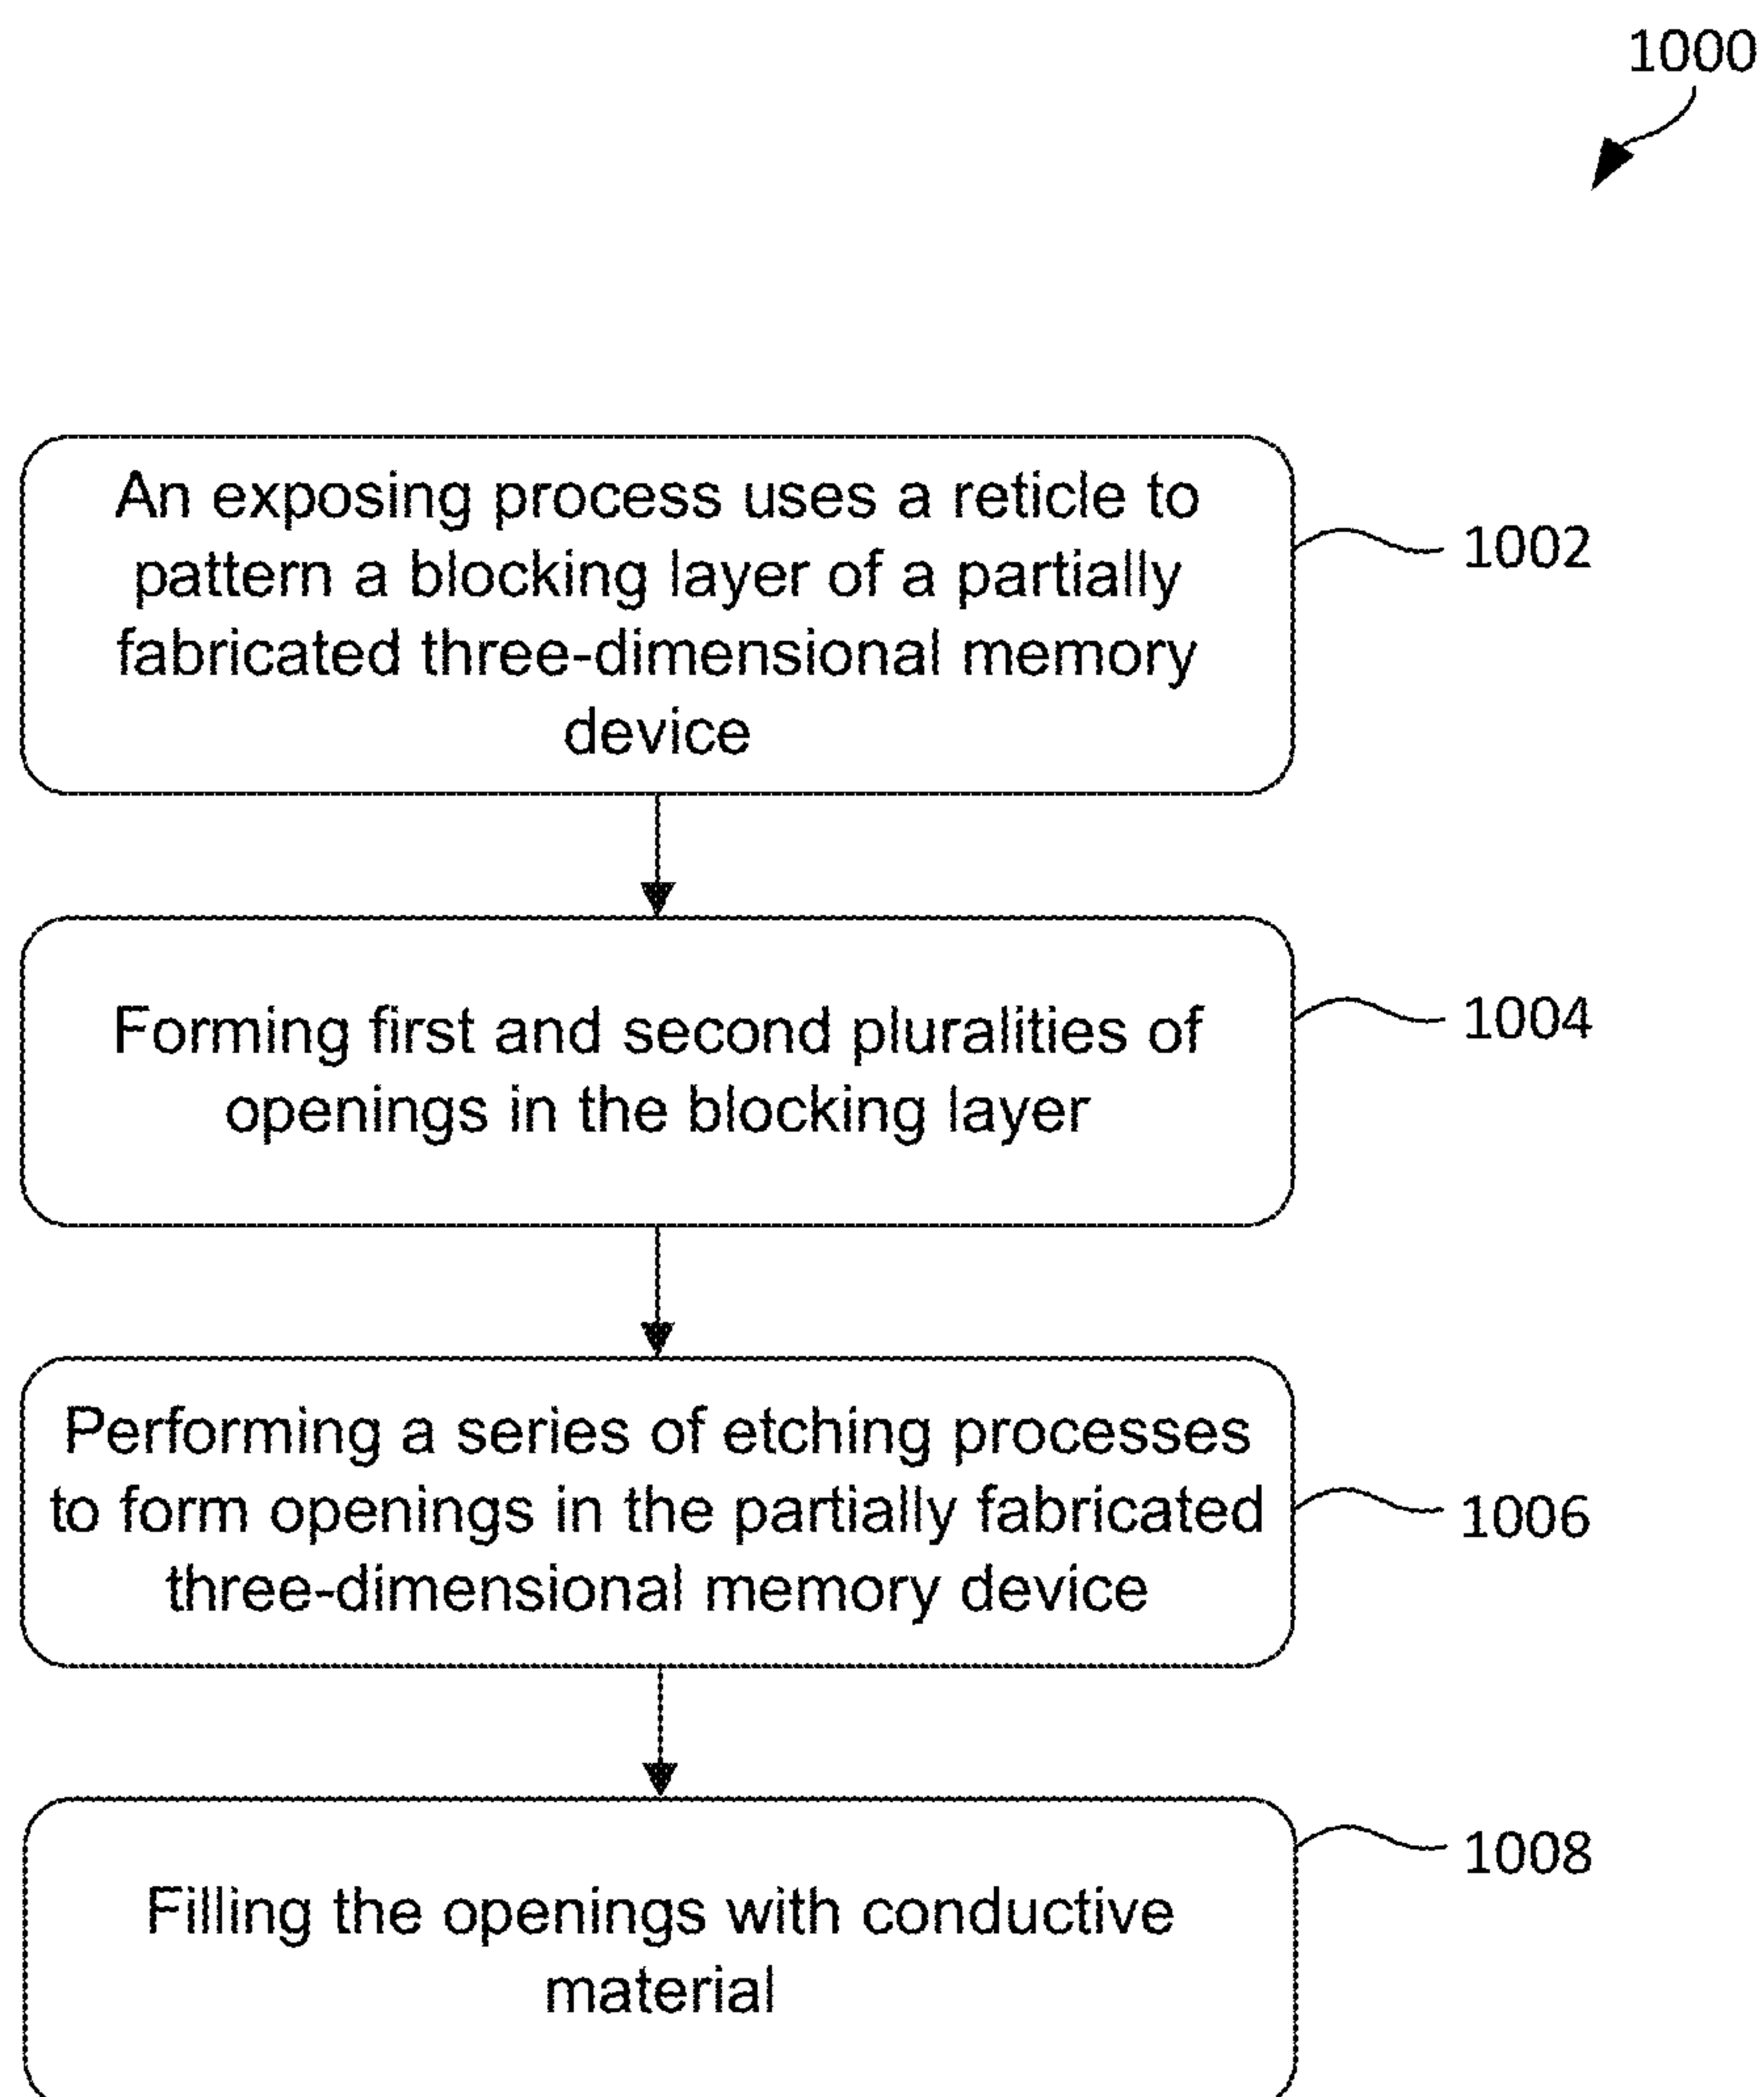 1000
An exposing process uses a reticle to
pattern a blocking layer of a partially
fabricated three-dimensional memory
device
1002
Forming first and second pluralities of
openings in the blocking layer
1004
Performing a series of etching processes
to form openings in the partially fabricated
three-dimensional memory device
1006
Filling the openings with conductive
material
1008